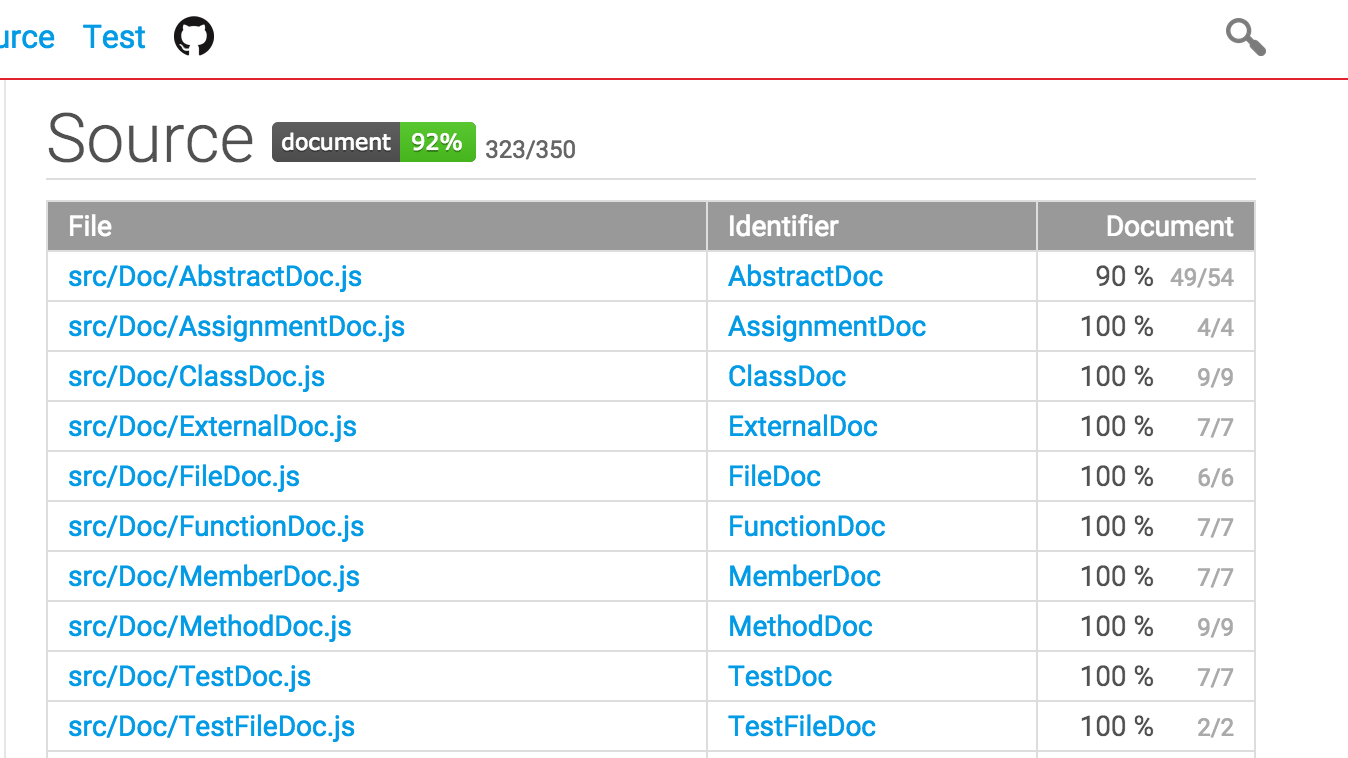 urce Test
Source document 92% 323/350
File Identifier Document
src/Doc/AbstractDoc.js AbstractDoc 90 % 49/54
src/Doc/AssignmentDoc.js AssignmentDoc 100 % 4/4
src/Doc/ClassDoc.js ClassDoc 100 % 9/9
src/Doc/ExternalDoc.js ExternalDoc 100 % 7/7
src/Doc/FileDoc.js FileDoc 100 % 6/6
src/Doc/FunctionDoc.js FunctionDoc 100 % 7/7
src/Doc/MemberDoc.js MemberDoc 100 % 7/7
src/Doc/MethodDoc.js MethodDoc 100 % 9/9
src/Doc/TestDoc.js TestDoc 100 % 7/7
src/Doc/TestFileDoc.js TestFileDoc 100 % 2/2